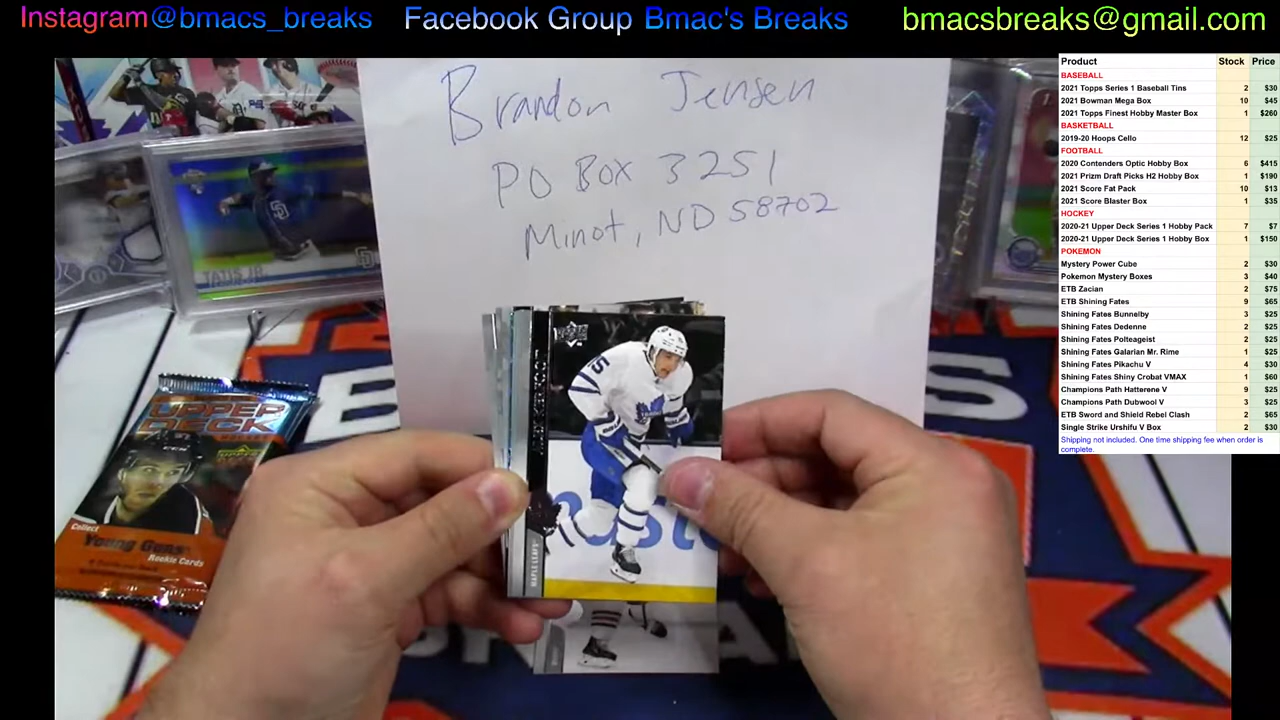 Instagram@bmacs_breaks Facebook Group Bmac's Breaks bmacsbreaks@gmail.com
Brandon Jensen
PO Box 3251
Minot, ND 58702
TATIS JR.
UPPER DECK
MAPLE LEAFS
UPPER
DECK
Collect
Young Guns
Rookie Cards
Product Stock Price
BASEBALL
2021 Topps Series 1 Baseball Tins 2 $30
2021 Bowman Mega Box 10 $45
2021 Topps Finest Hobby Master Box 1 $260
BASKETBALL
2019-20 Hoops Cello 12 $25
FOOTBALL
2020 Contenders Optic Hobby Box 6 $415
2021 Prizm Draft Picks H2 Hobby Box 1 $190
2021 Score Fat Pack 10 $13
2021 Score Blaster Box 1 $35
HOCKEY
2020-21 Upper Deck Series 1 Hobby Pack 7 $7
2020-21 Upper Deck Series 1 Hobby Box 1 $150
POKEMON
Mystery Power Cube 2 $30
Pokemon Mystery Boxes 3 $40
ETB Zacian 2 $75
ETB Shining Fates 9 $65
Shining Fates Bunnelby 3 $25
Shining Fates Dedenne 2 $25
Shining Fates Polteageist 2 $25
Shining Fates Galarian Mr. Rime 1 $25
Shining Fates Pikachu V 4 $30
Shining Fates Shiny Crobat VMAX 1 $60
Champions Path Hatterene V 9 $25
Champions Path Dubwool V 3 $25
ETB Sword and Shield Rebel Clash 2 $65
Single Strike Urshifu V Box 2 $30
Shipping not included. One time shipping fee when order is
complete.